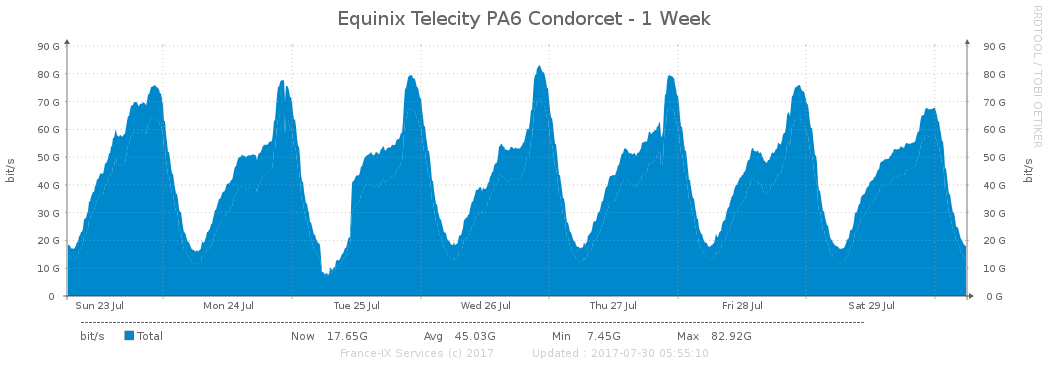 Equinix Telecity PA6 Condorcet - 1 Week
RRDTOOL / TOBI OETIKER
bit/s
90 G
80 G
70 G
60 G
50 G
40 G
30 G
20 G
10 G
0
90 G
80 G
70 G
60 G
50 G
40 G
30 G
20 G
10 G
0 G
bit/s
Sun 23 Jul Mon 24 Jul Tue 25 Jul Wed 26 Jul Thu 27 Jul Fri 28 Jul Sat 29 Jul
bit/s Total Now 17.65G Avg 45.03G Min 7.45G Max 82.92G
France-IX Services (c) 2017 Updated : 2017-07-30 05:55:10